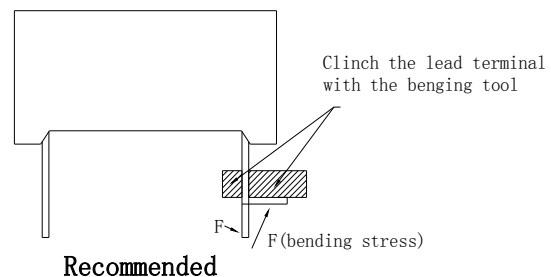 Clinch the lead terminal
with the benging tool
F
F(bending stress)
Recommended